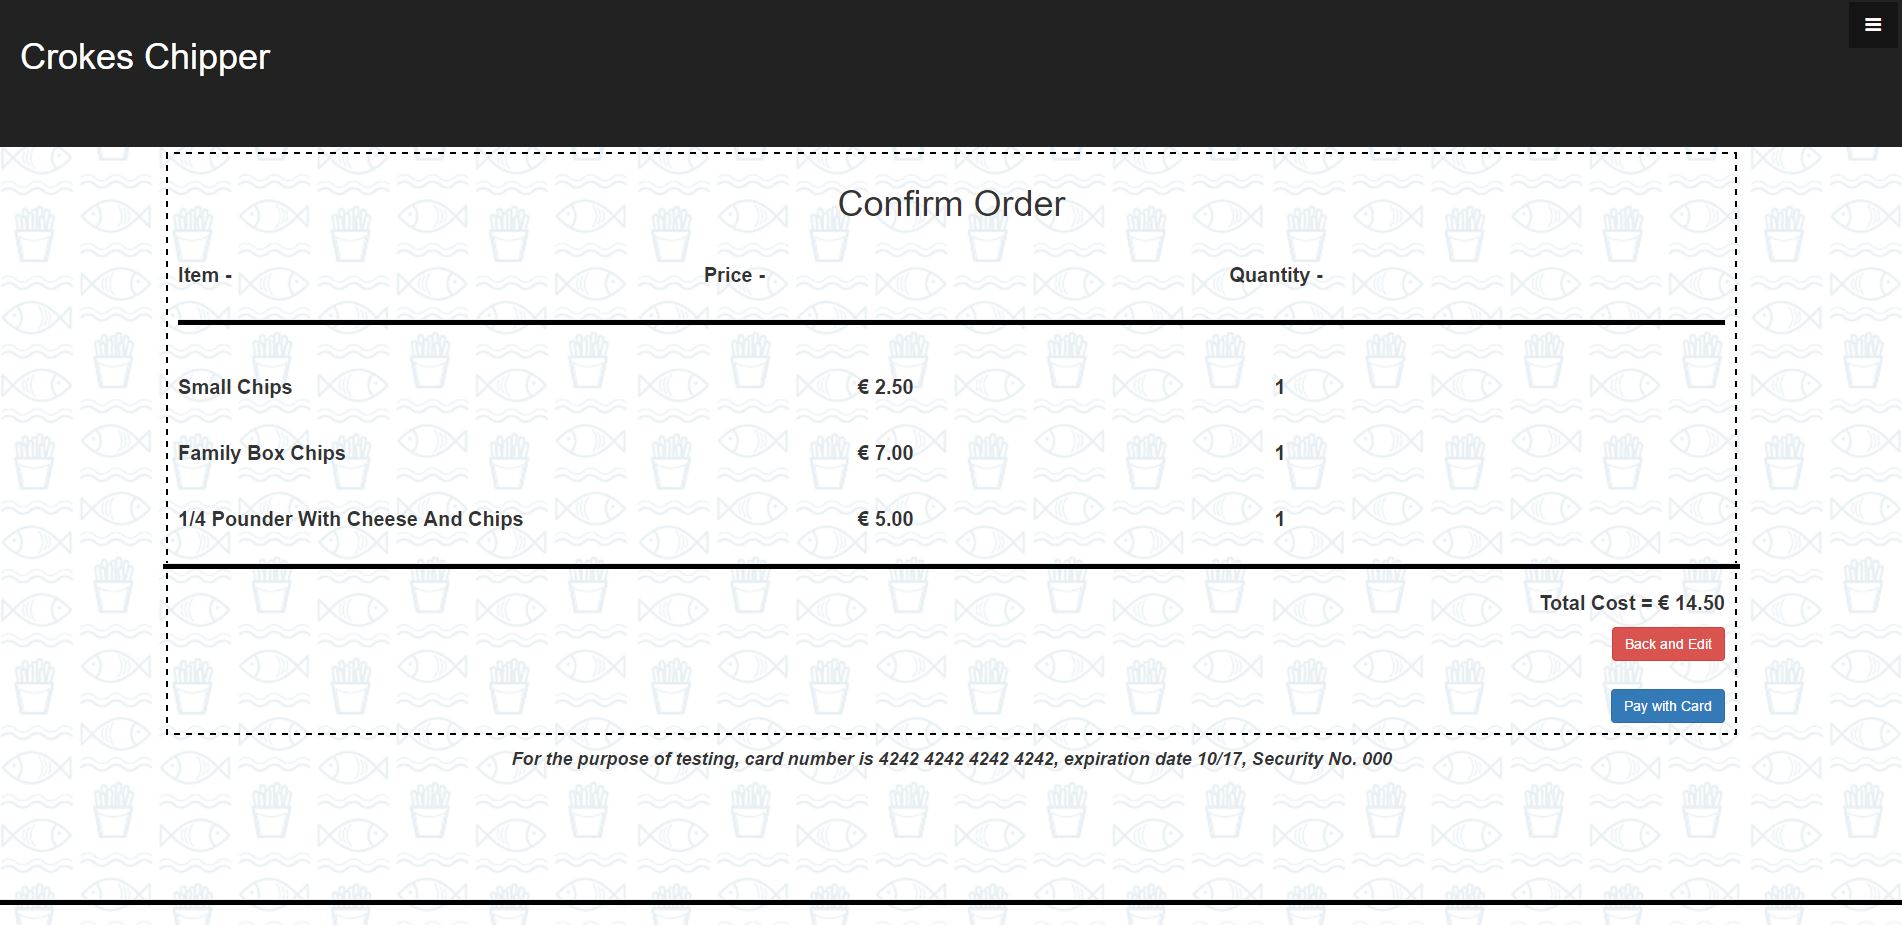 Crokes Chipper
Confirm Order
Item - Price - Quantity -
Small Chips € 2.50 1
Family Box Chips € 7.00 1
1/4 Pounder With Cheese And Chips € 5.00 1
Total Cost = € 14.50
Back and Edit
Pay with Card
For the purpose of testing, card number is 4242 4242 4242 4242, expiration date 10/17, Security No. 000